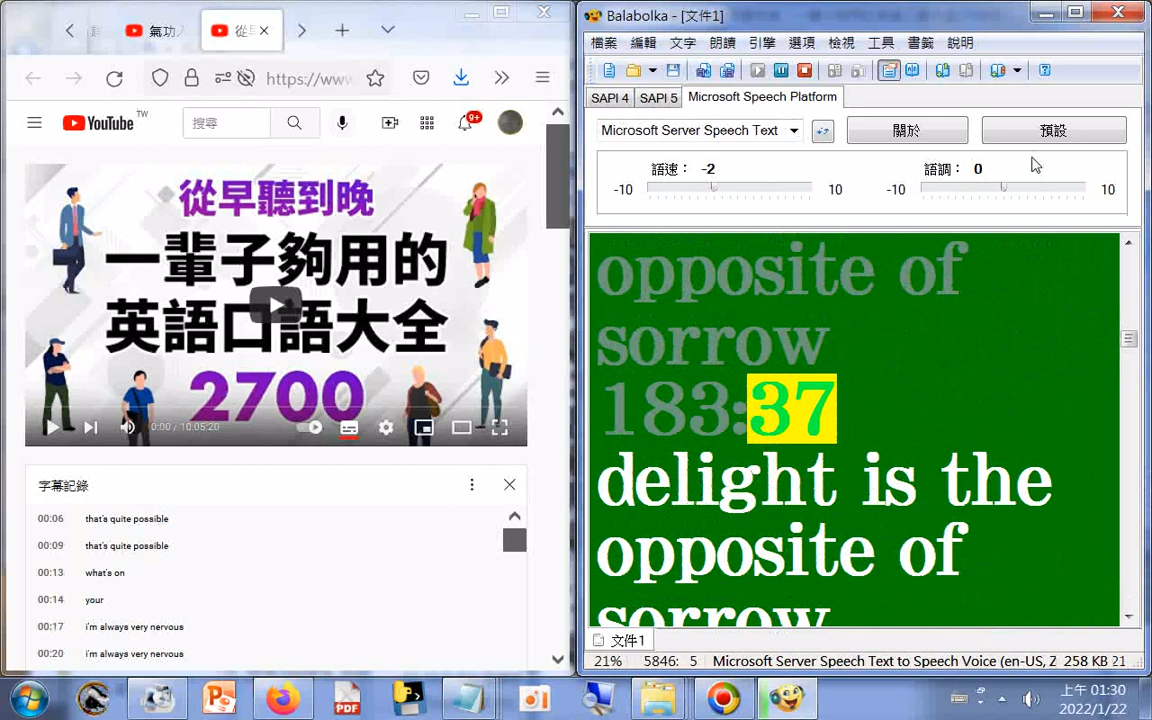 氣功
從
https://www
YouTube TW
搜尋
9+
從早聽到晚
一輩子夠用的
英語口語大全
2700
0:00 / 10:05:20
字幕記錄
00:06 that's quite possible
00:09 that's quite possible
00:13 what's on
00:14 your
00:17 i'm always very nervous
00:20 i'm always very nervous
Balabolka - [文件1]
檔案 編輯 文字 朗讀 引擎 選項 檢視 工具 書籤 說明
SAPI 4 SAPI 5 Microsoft Speech Platform
Microsoft Server Speech Text 關於 預設
語速： -2 語調： 0
-10 10 -10 10
opposite of
sorrow
183:37
delight is the
opposite of
sorrow
文件1
21% 5846: 5 Microsoft Server Speech Text to Speech Voice (en-US, Z 258 KB 21
PDF
上午 01:30
2022/1/22